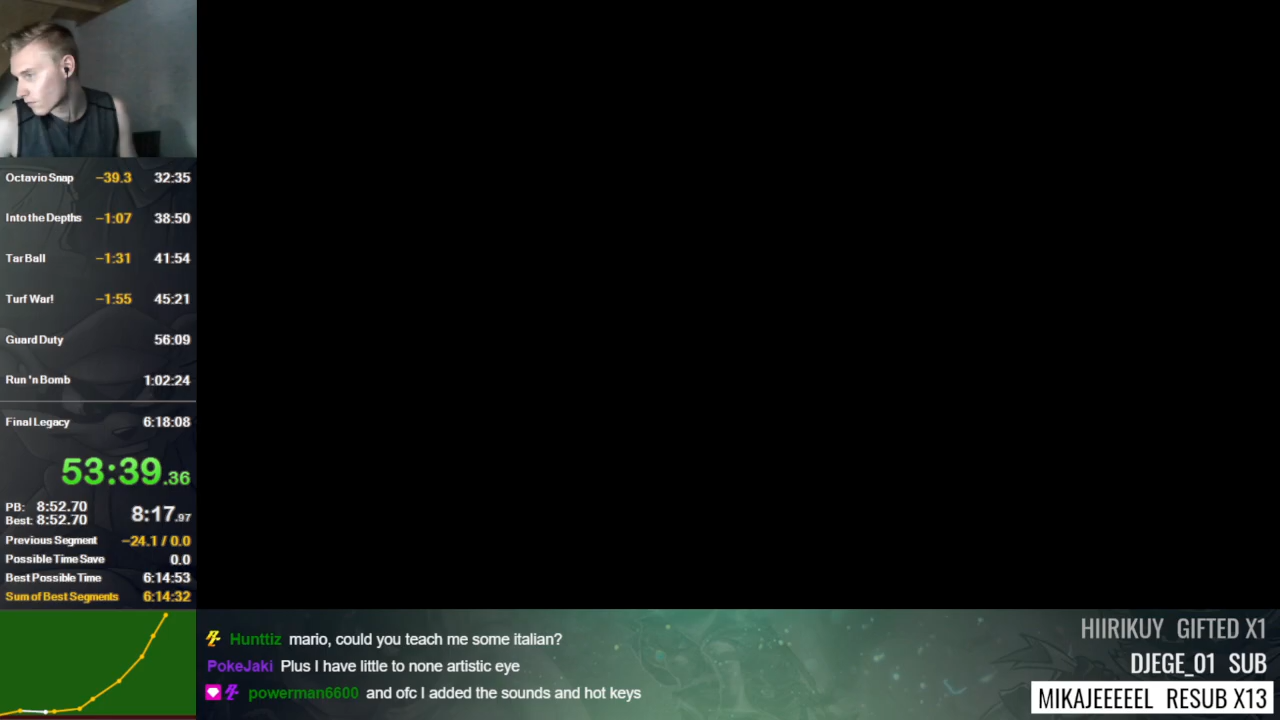 Octavio Snap −39.3 32:35
Into the Depths −1:07 38:50
Tar Ball −1:31 41:54
Turf War! −1:55 45:21
Guard Duty 56:09
Run 'n Bomb 1:02:24
Final Legacy 6:18:08
53:39.36
PB: 8:52.70
Best: 8:52.70
8:17.97
Previous Segment −24.1 / 0.0
Possible Time Save 0.0
Best Possible Time 6:14:53
Sum of Best Segments 6:14:32
Hunttiz mario, could you teach me some italian?
PokeJaki Plus I have little to none artistic eye
powerman6600 and ofc I added the sounds and hot keys
HIIRIKUY GIFTED X1
DJEGE_01 SUB
MIKAJEEEEEL RESUB X13